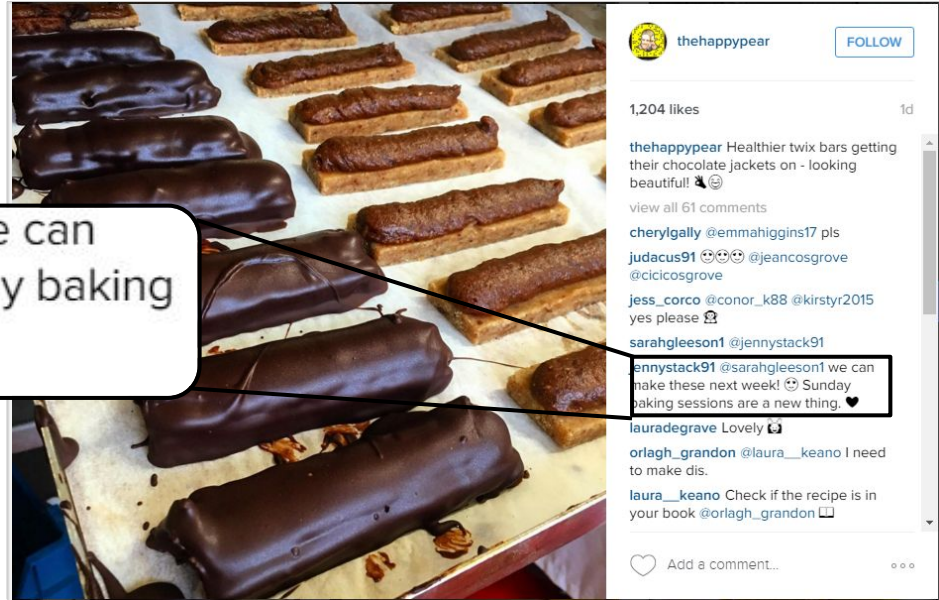 e can
y baking
thehappypear
FOLLOW
1,204 likes 1d
thehappypear Healthier twix bars getting
their chocolate jackets on - looking
beautiful!
view all 61 comments
cherylgally @emmahiggins17 pls
judacus91 @jeancosgrove
@cicicosgrove
jess_corco @conor_k88 @kirstyr2015
yes please
sarahgleeson1 @jennystack91
jennystack91 @sarahgleeson1 we can
make these next week! Sunday
baking sessions are a new thing. ♥
lauradegrave Lovely
orlagh_grandon @laura__keano I need
to make dis.
laura__keano Check if the recipe is in
your book @orlagh_grandon
Add a comment...